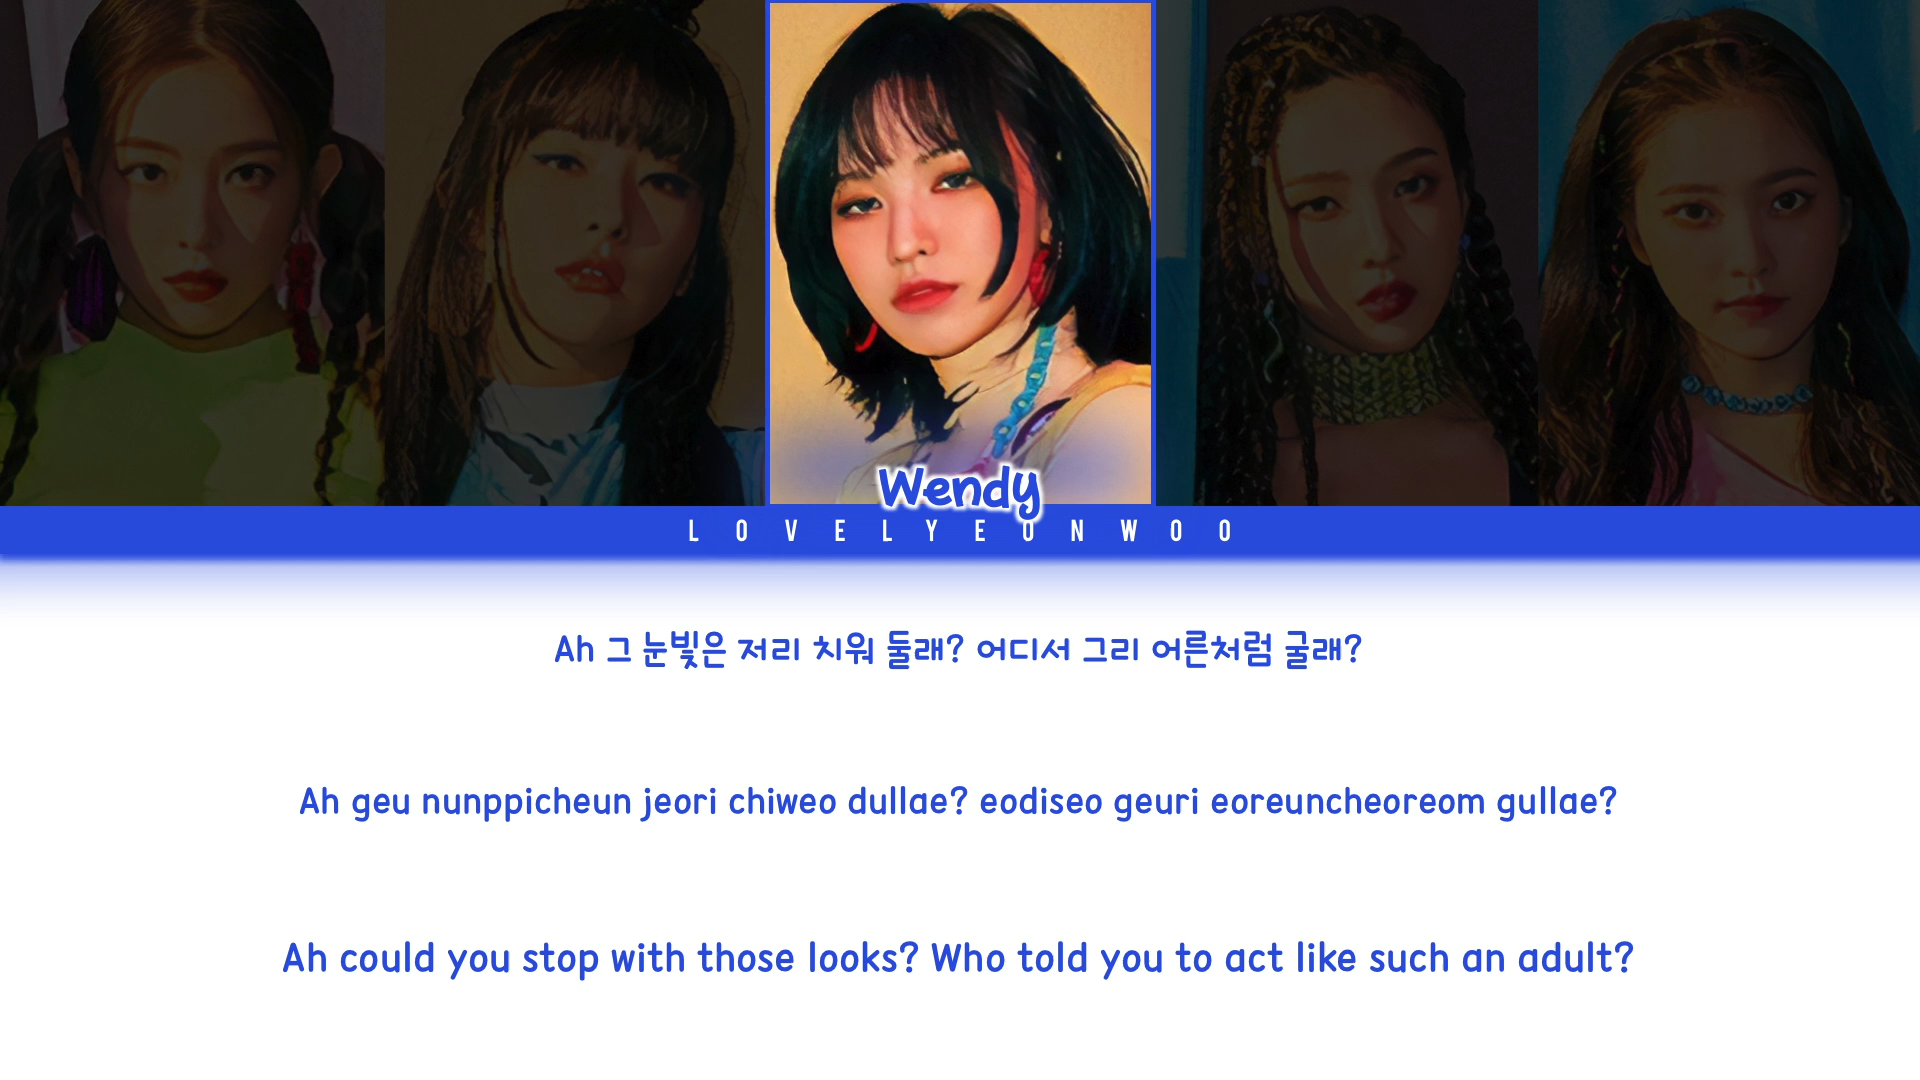 Wendy
LOVELYEONWOO
Ah 그 눈빛은 저리 치워 둘래? 어디서 그리 어른처럼 굴래?
Ah geu nunppicheun jeori chiweo dullae? eodiseo geuri eoreuncheoreom gullae?
Ah could you stop with those looks? Who told you to act like such an adult?